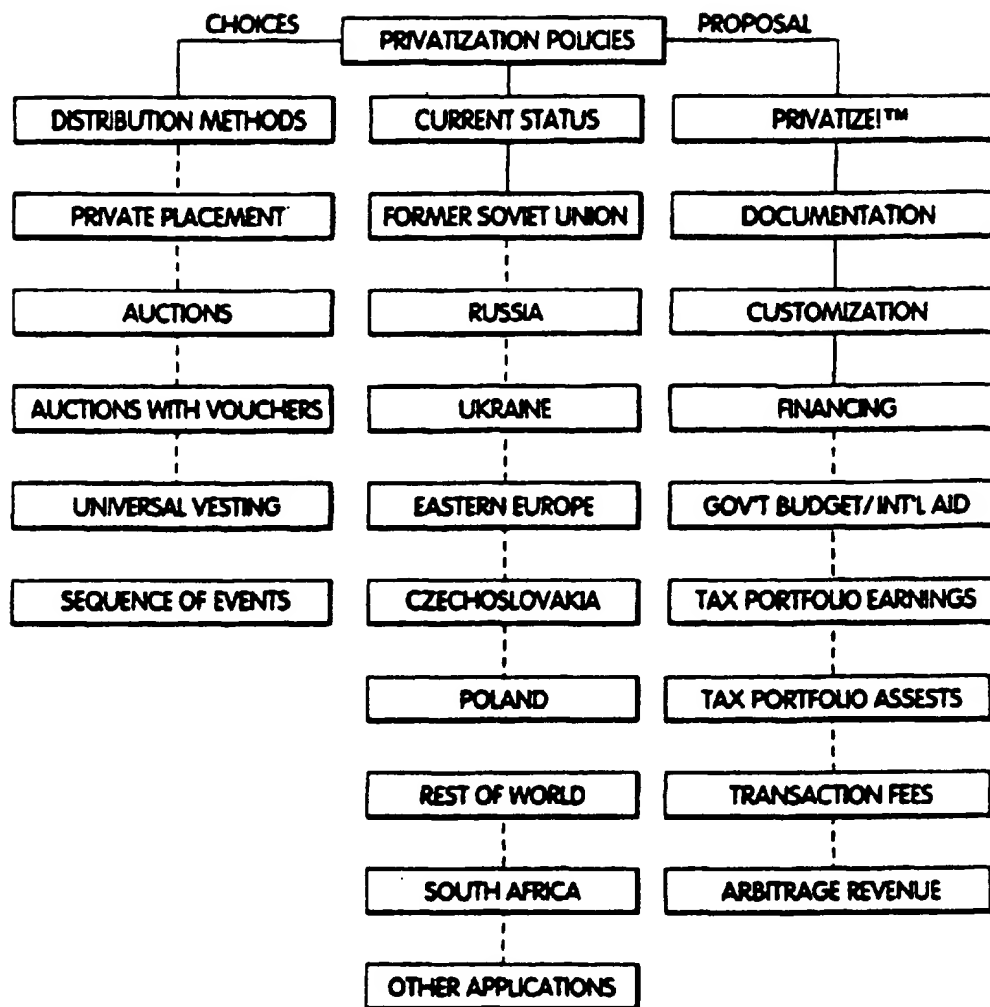 CHOICES
PRIVATIZATION POLICIES
PROPOSAL
DISTRIBUTION METHODS
CURRENT STATUS
PRIVATIZE!™
PRIVATE PLACEMENT
FORMER SOVIET UNION
DOCUMENTATION
AUCTIONS
RUSSIA
CUSTOMIZATION
AUCTIONS WITH VOUCHERS
UKRAINE
FINANCING
UNIVERSAL VESTING
EASTERN EUROPE
GOV'T BUDGET/ INT'L AID
SEQUENCE OF EVENTS
CZECHOSLOVAKIA
TAX PORTFOLIO EARNINGS
POLAND
TAX PORTFOLIO ASSESTS
REST OF WORLD
TRANSACTION FEES
SOUTH AFRICA
ARBITRAGE REVENUE
OTHER APPLICATIONS